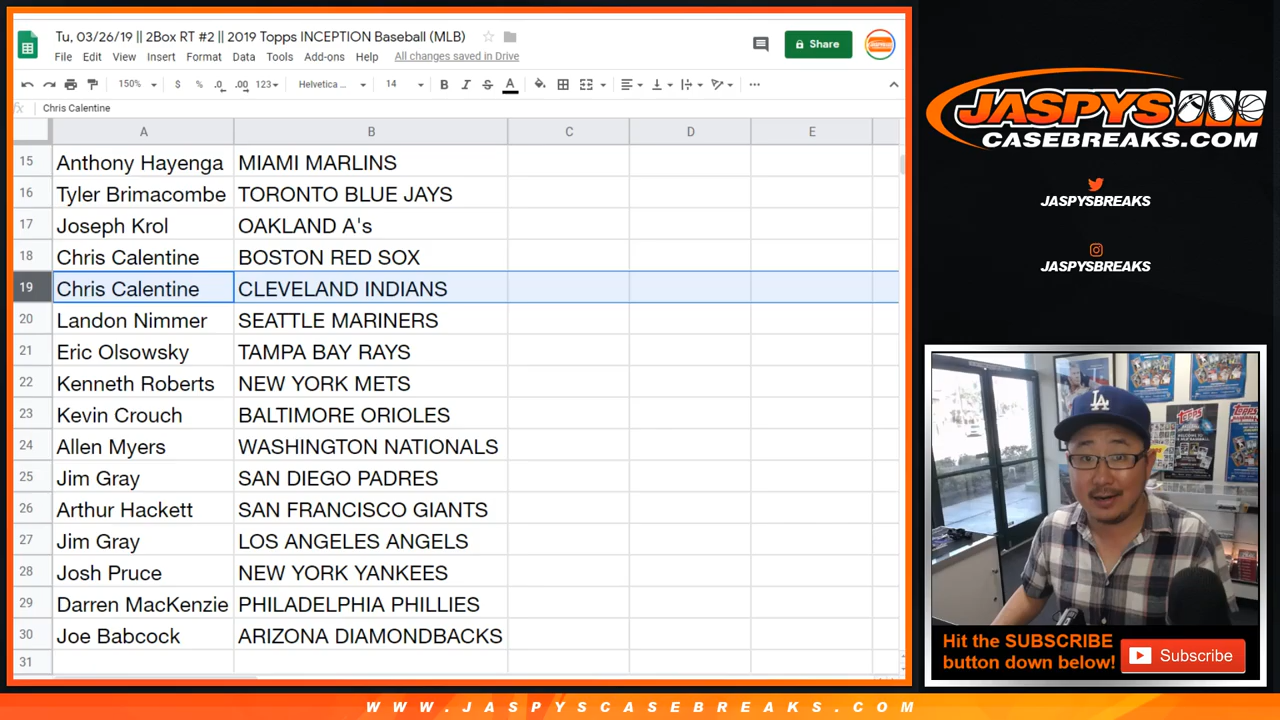 Tu, 03/26/19 || 2Box RT #2 || 2019 Topps INCEPTION Baseball (MLB)
File Edit View Insert Format Data Tools Add-ons Help All changes saved in Drive
Share
150% $ % .0 .00 123 Helvetica ... 14 B I S A
fx Chris Calentine
A B C D E
15 Anthony Hayenga MIAMI MARLINS
16 Tyler Brimacombe TORONTO BLUE JAYS
17 Joseph Krol OAKLAND A's
18 Chris Calentine BOSTON RED SOX
19 Chris Calentine CLEVELAND INDIANS
20 Landon Nimmer SEATTLE MARINERS
21 Eric Olsowsky TAMPA BAY RAYS
22 Kenneth Roberts NEW YORK METS
23 Kevin Crouch BALTIMORE ORIOLES
24 Allen Myers WASHINGTON NATIONALS
25 Jim Gray SAN DIEGO PADRES
26 Arthur Hackett SAN FRANCISCO GIANTS
27 Jim Gray LOS ANGELES ANGELS
28 Josh Pruce NEW YORK YANKEES
29 Darren MacKenzie PHILADELPHIA PHILLIES
30 Joe Babcock ARIZONA DIAMONDBACKS
31
JASPYS
CASEBREAKS.COM
JASPYSBREAKS
JASPYSBREAKS
LA
topps
Hit the SUBSCRIBE
button down below!
Subscribe
WWW.JASPYSCASEBREAKS.COM